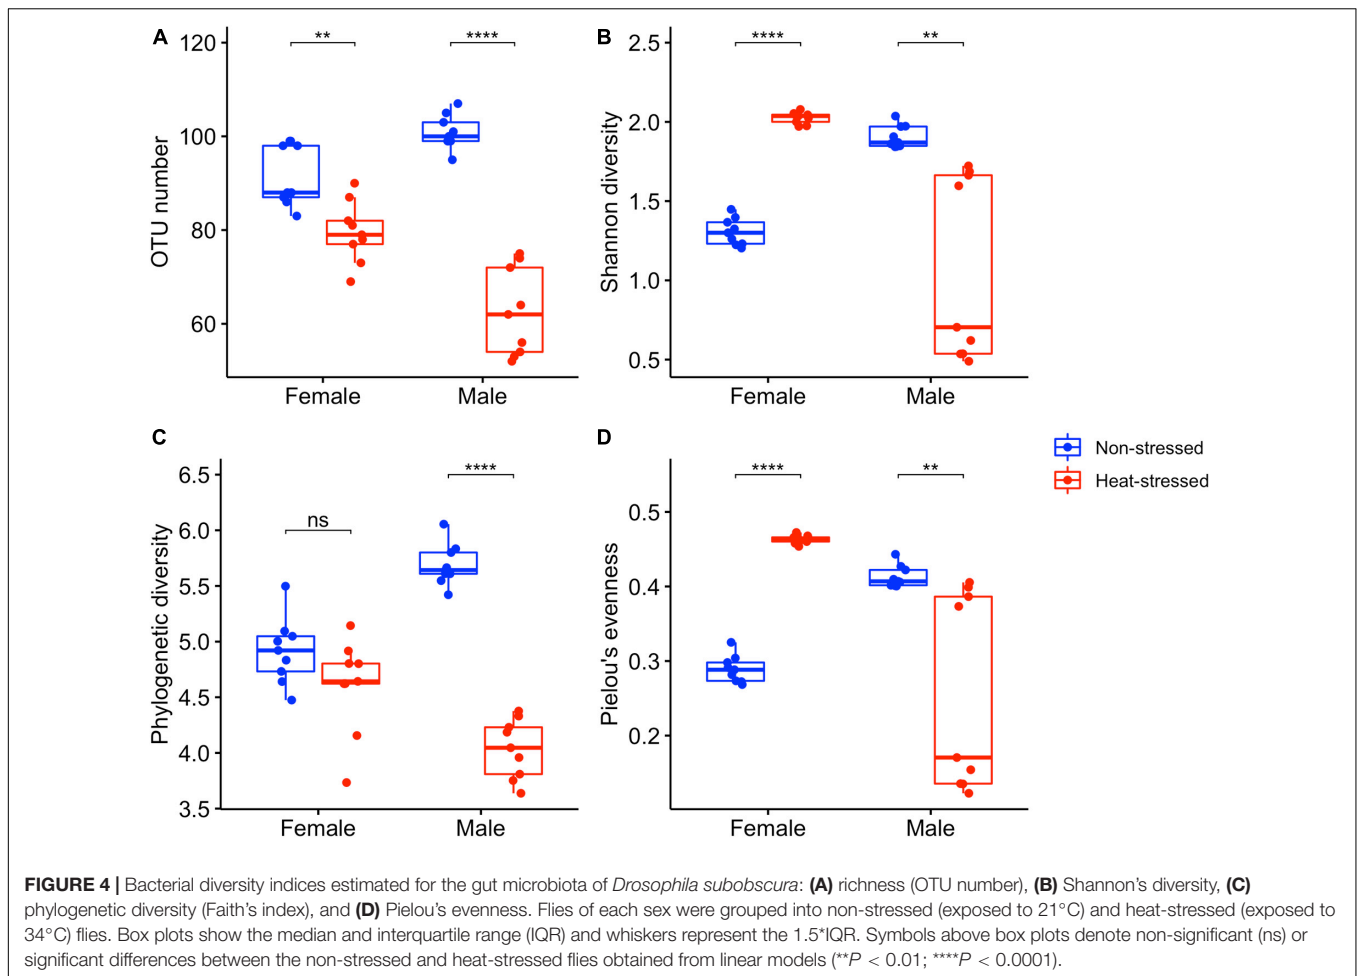 A
120
100
80
60
OTU number
**
****
Female
Male
B
2.5
2.0
1.5
1.0
0.5
Shannon diversity
****
**
Female
Male
C
6.5
6.0
5.5
5.0
4.5
4.0
3.5
Phylogenetic diversity
ns
****
Female
Male
D
0.5
0.4
0.3
0.2
Pielou's evenness
****
**
Female
Male
Non-stressed
Heat-stressed
FIGURE 4 | Bacterial diversity indices estimated for the gut microbiota of Drosophila subobscura: (A) richness (OTU number), (B) Shannon's diversity, (C)
phylogenetic diversity (Faith's index), and (D) Pielou's evenness. Flies of each sex were grouped into non-stressed (exposed to 21°C) and heat-stressed (exposed to
34°C) flies. Box plots show the median and interquartile range (IQR) and whiskers represent the 1.5*IQR. Symbols above box plots denote non-significant (ns) or
significant differences between the non-stressed and heat-stressed flies obtained from linear models (**P < 0.01; ****P < 0.0001).